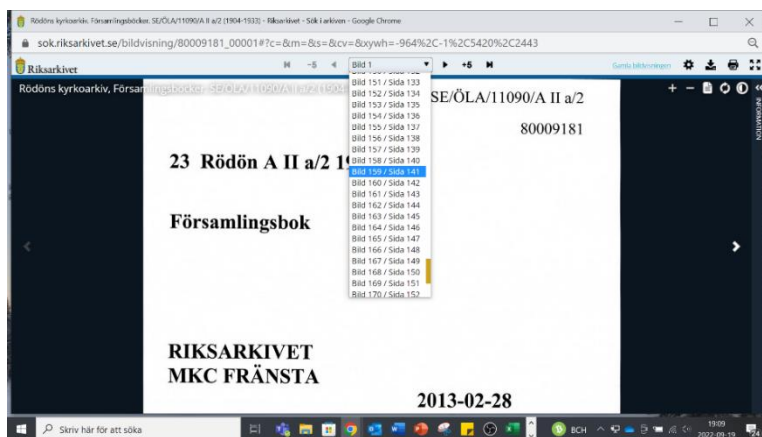 Rödöns kyrkoarkiv. Församlingsböcker. SE/ÖLA/11090/A II a/2 (1904-1933) - Riksarkivet - Sök i arkiven - Google Chrome
sok.riksarkivet.se/bildvisning/80009181_00001#?c=&m=&s=&cv=&xywh=-964%2C-1%2C5420%2C2443
Riksarkivet
-5
Bild 1
+5
Gamla bildvisningen
Rödöns kyrkoarkiv, Försam
INFORMATION
SE/ÖLA/11090/A II a/2
80009181
23 Rödön A II a/2 19
Församlingsbok
Bild 151 / Sida 133
Bild 152 / Sida 134
Bild 153 / Sida 135
Bild 154 / Sida 136
Bild 155 / Sida 137
Bild 156 / Sida 138
Bild 157 / Sida 139
Bild 158 / Sida 140
Bild 159 / Sida 141
Bild 160 / Sida 142
Bild 161 / Sida 143
Bild 162 / Sida 144
Bild 163 / Sida 145
Bild 164 / Sida 146
Bild 165 / Sida 147
Bild 166 / Sida 148
Bild 167 / Sida 149
Bild 168 / Sida 150
Bild 169 / Sida 151
Bild 170 / Sida 152
RIKSARKIVET
MKC FRÄNSTA
2013-02-28
Skriv här för att söka
BCH
19:09
2022-09-19
24